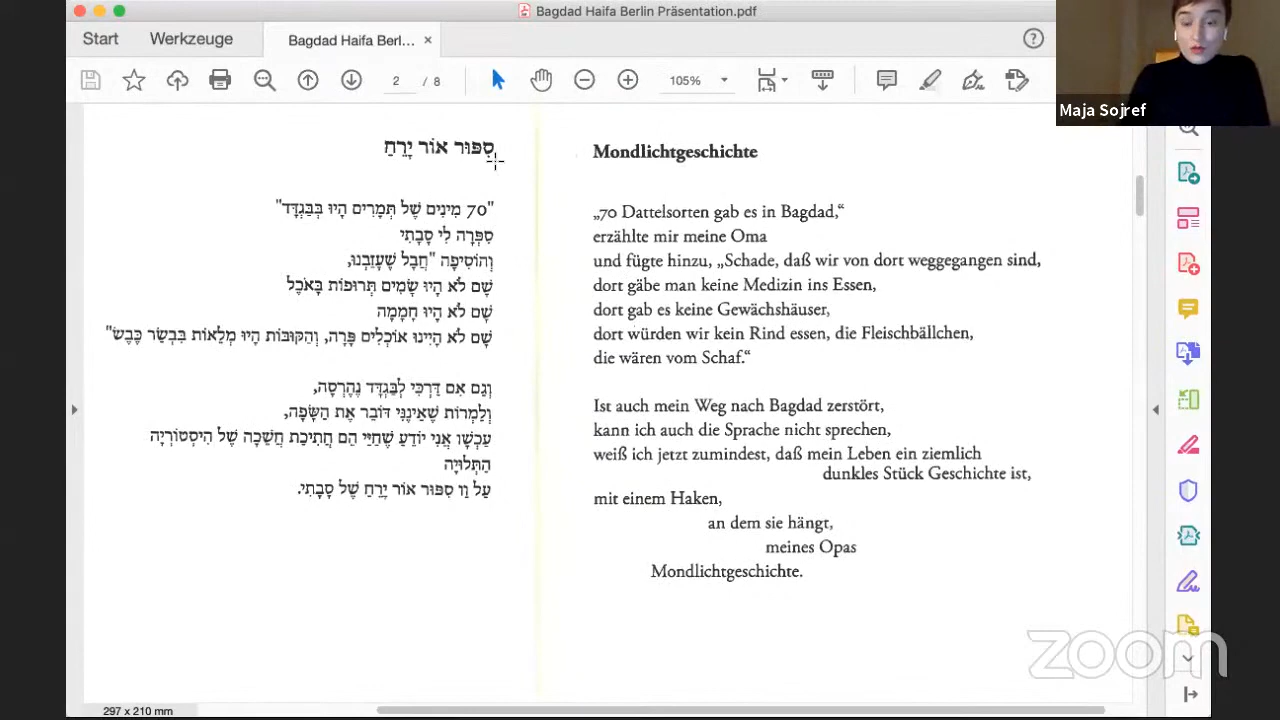 Bagdad Haifa Berlin Präsentation.pdf
Start
Werkzeuge
Bagdad Haifa Berl...
2 / 8
105%
Maja Sojref
סִפּוּר אוֹר יָרֵחַ
"70 מִינִים שֶׁל תְּמָרִים הָיוּ בְּבַּגְדָּד"
סִפְּרָה לִי סָבָתִי
וְהוֹסִיפָה "חֲבָל שֶׁעָזַבְנוּ,
שָׁם לֹא הָיוּ שָׂמִים תְּרוּפוֹת בָּאֹכֶל
שָׁם לֹא הָיוּ חֲמָמָה
שָׁם לֹא הָיִינוּ אוֹכְלִים פָּרָה, וְהַקּוּבּוֹת הָיוּ מְלֵאוֹת בִּבְשַׂר כֶּבֶשׂ"
וְגַם אִם דַּרְכִּי לְבַּגְדָּד נֶהֶרְסָה,
וְלַמְרוֹת שֶׁאֵינֶנִּי דּוֹבֵר אֶת הַשָּׂפָה,
עַכְשָׁו אֲנִי יוֹדֵעַ שֶׁחַיַּי הֵם חֲתִיכַת חֲשֵׁכָה שֶׁל הִיסְטוֹרְיָה
הַתְּלוּיָה
עַל וָו סִפּוּר אוֹר יָרֵחַ שֶׁל סָבָתִי.
Mondlichtgeschichte
„70 Dattelsorten gab es in Bagdad,“
erzählte mir meine Oma
und fügte hinzu, „Schade, daß wir von dort weggegangen sind,
dort gäbe man keine Medizin ins Essen,
dort gab es keine Gewächshäuser,
dort würden wir kein Rind essen, die Fleischbällchen,
die wären vom Schaf.“
Ist auch mein Weg nach Bagdad zerstört,
kann ich auch die Sprache nicht sprechen,
weiß ich jetzt zumindest, daß mein Leben ein ziemlich
dunkles Stück Geschichte ist,
mit einem Haken,
an dem sie hängt,
meines Opas
Mondlichtgeschichte.
zoom
297 x 210 mm